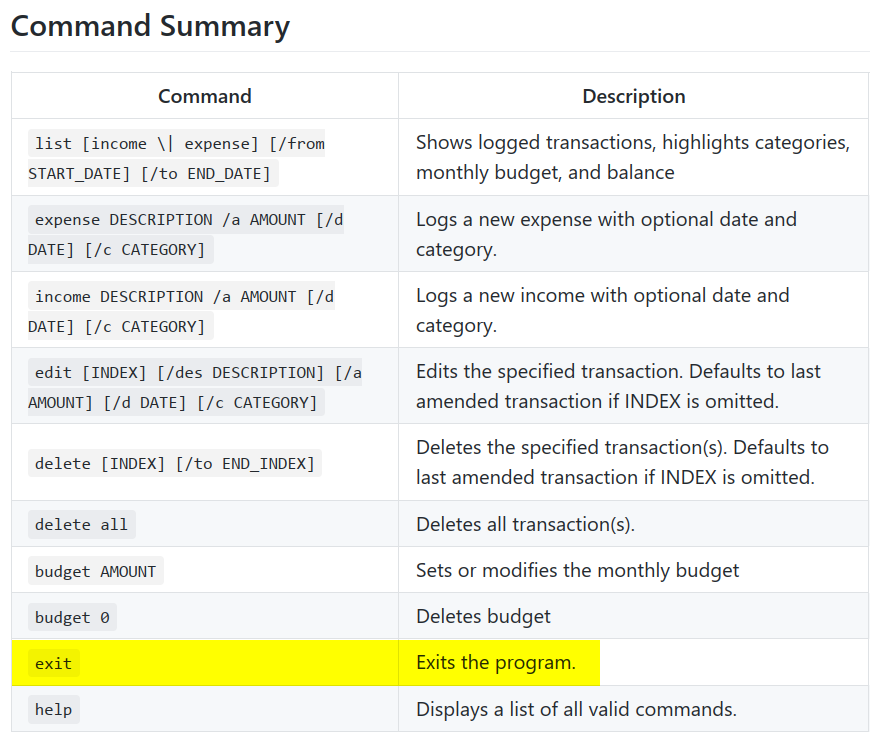 Command Summary
Command Description
list [income \| expense] [/from
START_DATE] [/to END_DATE]
Shows logged transactions, highlights categories,
monthly budget, and balance
expense DESCRIPTION /a AMOUNT [/d
DATE] [/c CATEGORY]
Logs a new expense with optional date and
category.
income DESCRIPTION /a AMOUNT [/d
DATE] [/c CATEGORY]
Logs a new income with optional date and
category.
edit [INDEX] [/des DESCRIPTION] [/a
AMOUNT] [/d DATE] [/c CATEGORY]
Edits the specified transaction. Defaults to last
amended transaction if INDEX is omitted.
delete [INDEX] [/to END_INDEX]
Deletes the specified transaction(s). Defaults to
last amended transaction if INDEX is omitted.
delete all
Deletes all transaction(s).
budget AMOUNT
Sets or modifies the monthly budget
budget 0
Deletes budget
exit
Exits the program.
help
Displays a list of all valid commands.